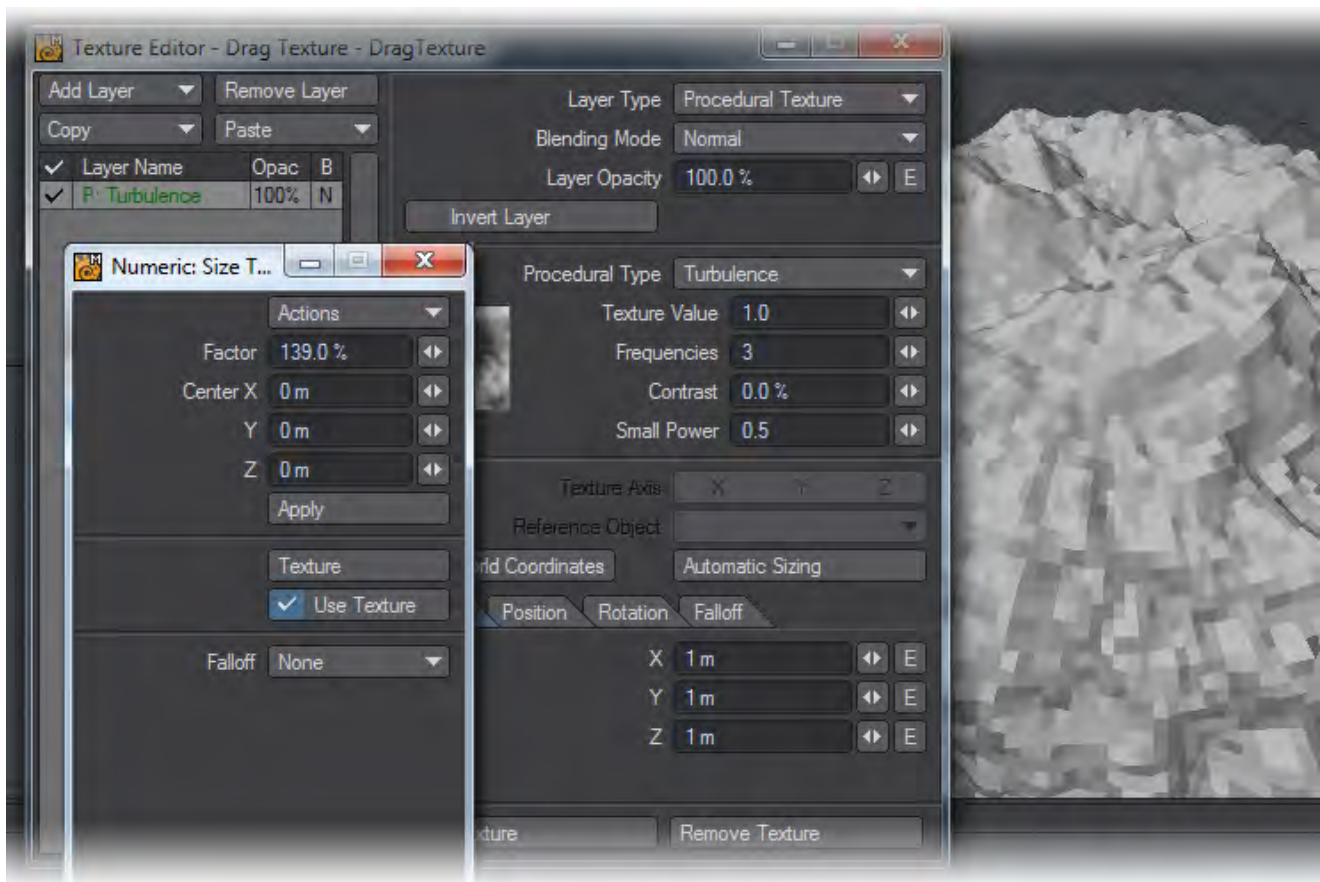 Texture Editor - Drag Texture - DragTexture
Add Layer Remove Layer
Copy Paste
Layer Name Opac B
P: Turbulence 100% N
Layer Type Procedural Texture
Blending Mode Normal
Layer Opacity 100.0 % E
Invert Layer
Procedural Type Turbulence
Texture Value 1.0
Frequencies 3
Contrast 0.0 %
Small Power 0.5
Texture Axis X Y Z
Reference Object
Coordinates Automatic Sizing
Position Rotation Falloff
X 1 m E
Y 1 m E
Z 1 m E
Remove Texture
Numeric: Size T...
Actions
Factor 139.0 %
Center X 0 m
Y 0 m
Z 0 m
Apply
Texture
Use Texture
Falloff None